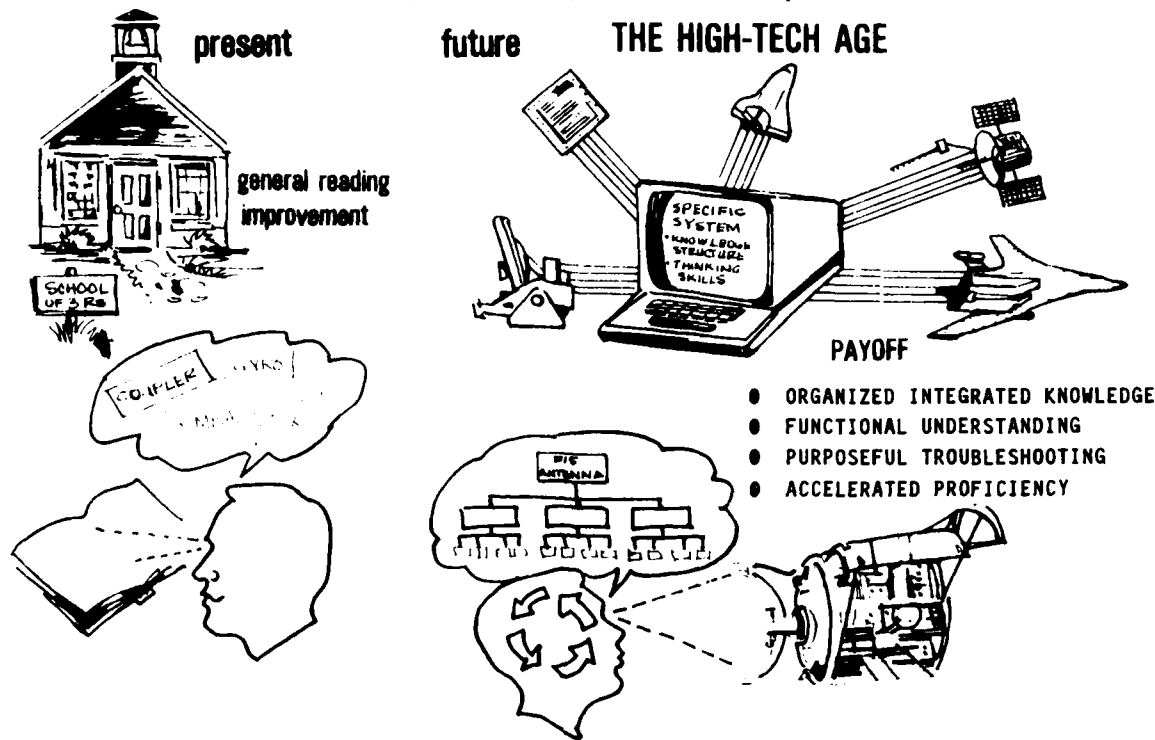 present
future
THE HIGH-TECH AGE
general reading
improvement
SCHOOL
OF 3 RS
SPECIFIC
SYSTEM
• KNOWLEDGE
STRUCTURE
• THINKING
SKILLS
COUPLER
GYRO
PAYOFF
● ORGANIZED INTEGRATED KNOWLEDGE
● FUNCTIONAL UNDERSTANDING
● PURPOSEFUL TROUBLESHOOTING
● ACCELERATED PROFICIENCY
ANTENNA